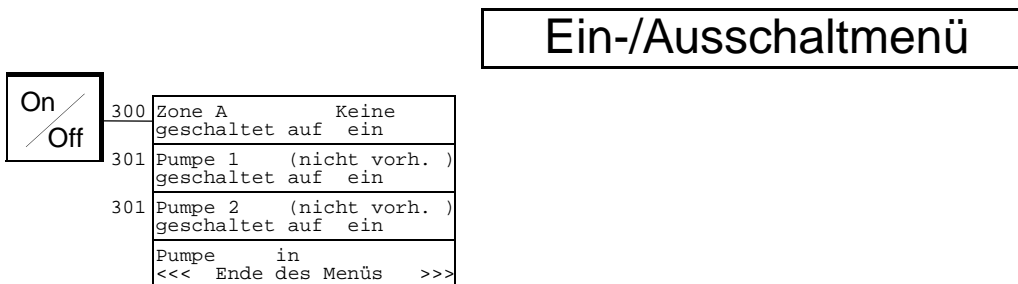 Ein-/Ausschaltmenü
On
Off
300 Zone A Keine
geschaltet auf ein
301 Pumpe 1 (nicht vorh. )
geschaltet auf ein
301 Pumpe 2 (nicht vorh. )
geschaltet auf ein
Pumpe in
<<< Ende des Menüs >>>